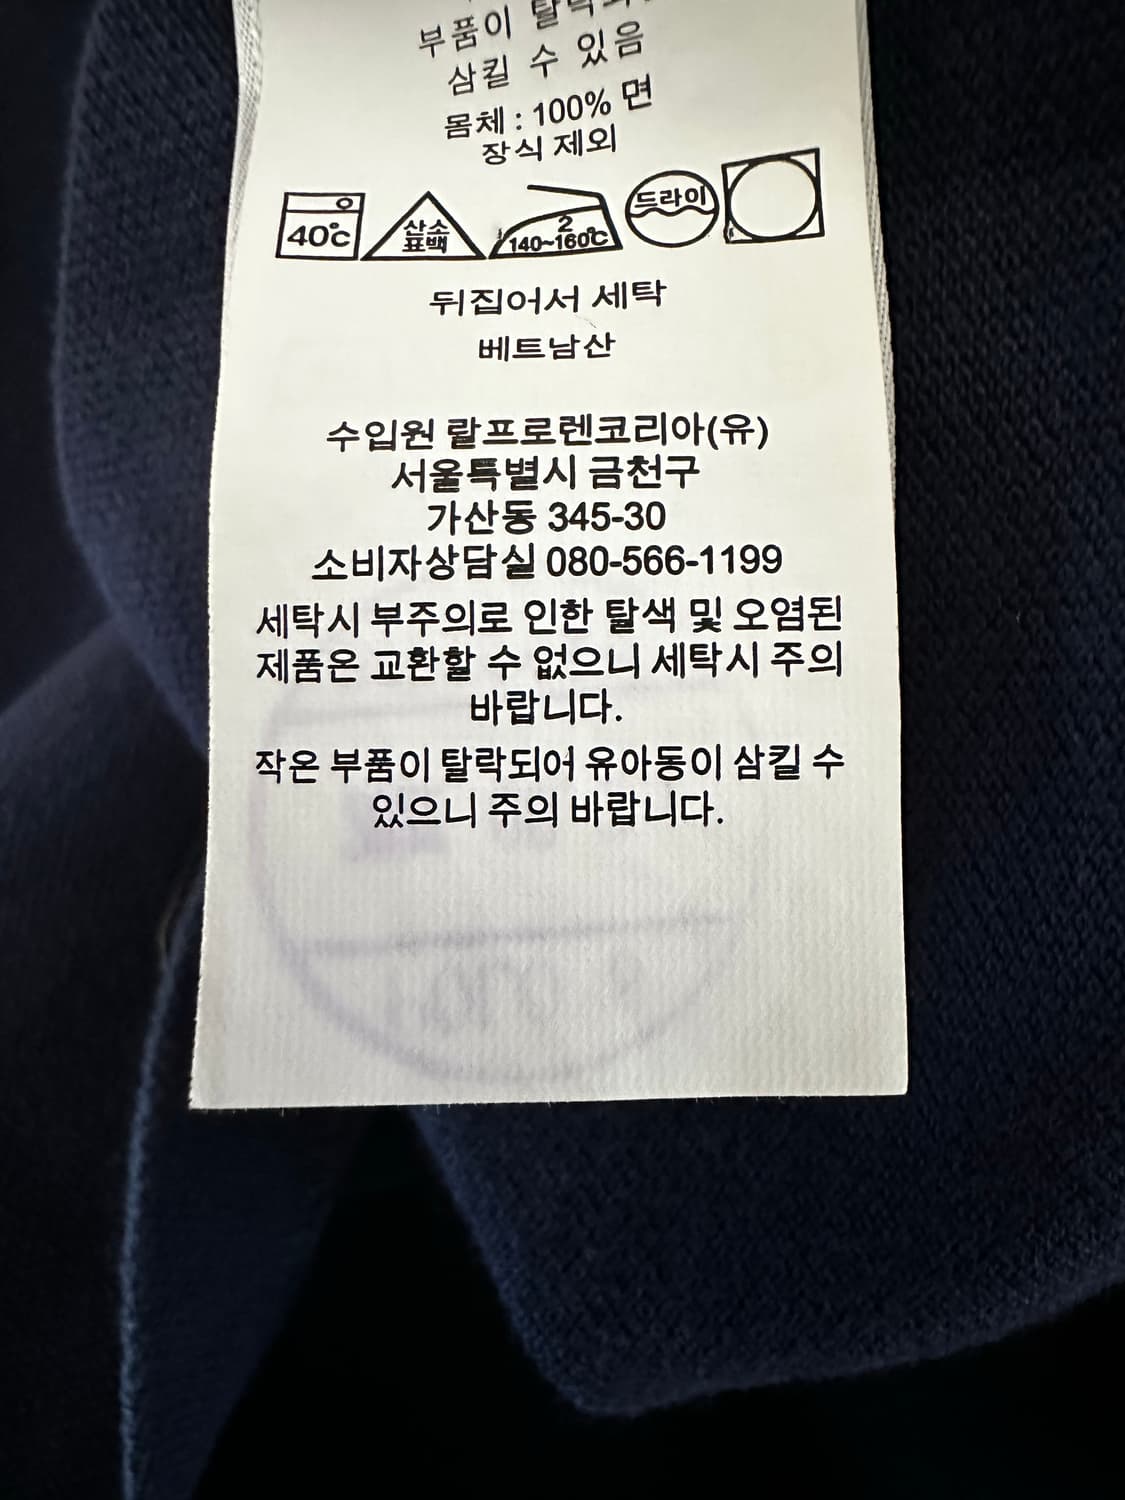 부품이
삼킬 수 있음
몸체 : 100% 면
장식 제외
40℃
산소
표백
2
140~160℃
드라이
뒤집어서 세탁
베트남산
수입원 랄프로렌코리아(유)
서울특별시 금천구
가산동 345-30
소비자상담실 080-566-1199
세탁시 부주의로 인한 탈색 및 오염된
제품은 교환할 수 없으니 세탁시 주의
바랍니다.
작은 부품이 탈락되어 유아동이 삼킬 수
있으니 주의 바랍니다.